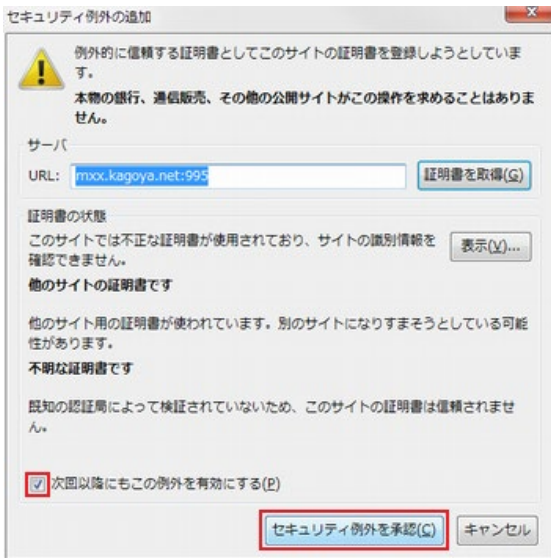 セキュリティ例外の追加
例外的に信頼する証明書としてこのサイトの証明書を登録しようとしていま
す。
本物の銀行、通信販売、その他の公開サイトがこの操作を求めることはありま
せん。
サーバ
URL: mxx.kagoya.net:995 証明書を取得(G)
証明書の状態
このサイトでは不正な証明書が使用されており、サイトの識別情報を
確認できません。
表示(V)...
他のサイトの証明書です
他のサイト用の証明書が使われています。別のサイトになりすまそうとしている可能
性があります。
不明な証明書です
既知の認証局によって検証されていないため、このサイトの証明書は信頼されませ
ん。
次回以降にもこの例外を有効にする(P)
セキュリティ例外を承認(C) キャンセル